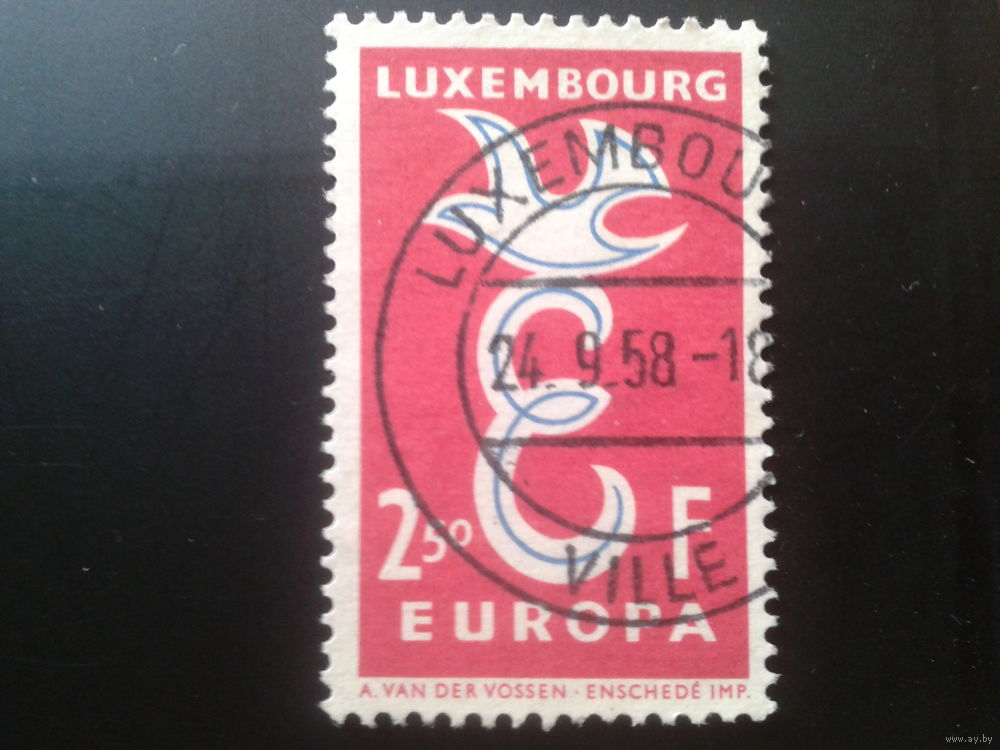 LUXEMBOURG
LUXEMBOU
24. 9.58-18
VILLE
2 50 F
EUROPA
A. VAN DER VOSSEN · ENSCHEDÉ IMP.
www.ay.by